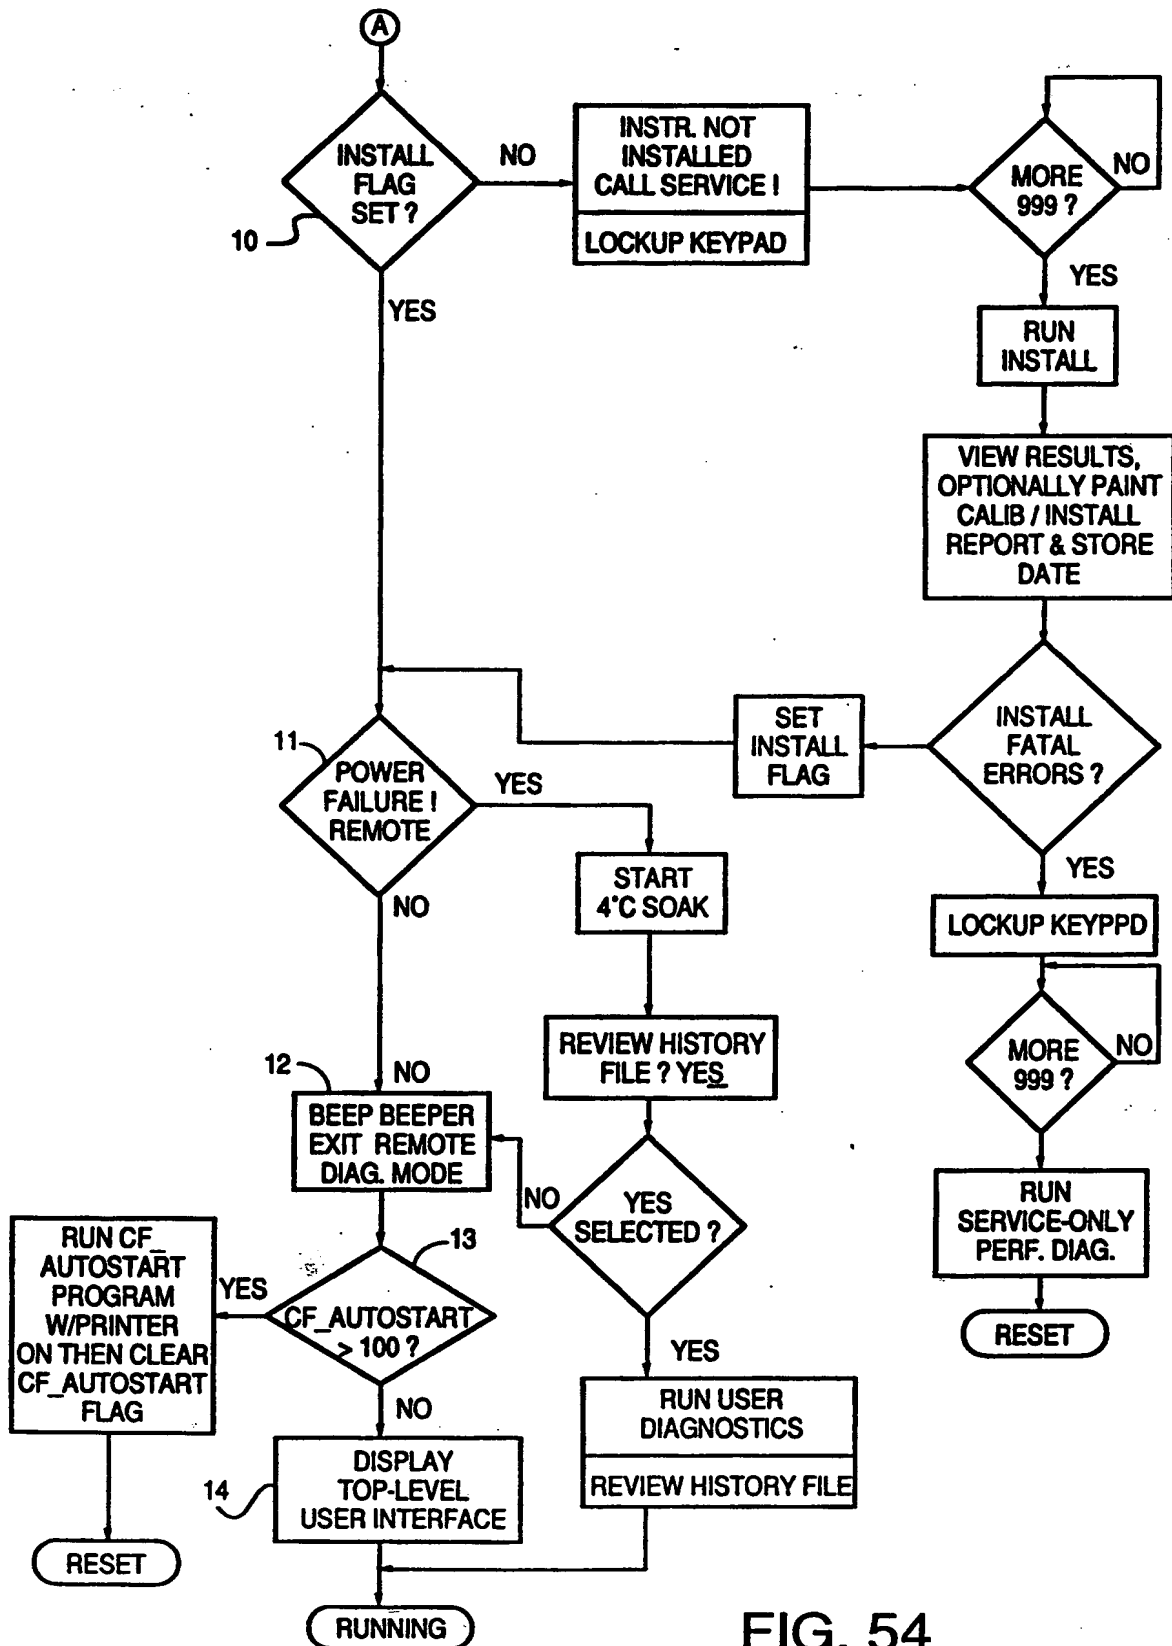 A
INSTALL
FLAG
SET ?
10
NO
YES
INSTR. NOT
INSTALLED
CALL SERVICE !
LOCKUP KEYPAD
MORE
999 ?
NO
YES
RUN
INSTALL
VIEW RESULTS,
OPTIONALLY PAINT
CALIB / INSTALL
REPORT & STORE
DATE
INSTALL
FATAL
ERRORS ?
SET
INSTALL
FLAG
YES
LOCKUP KEYPPD
MORE
999 ?
NO
RUN
SERVICE-ONLY
PERF. DIAG.
RESET
11
POWER
FAILURE !
REMOTE
YES
NO
START
4°C SOAK
REVIEW HISTORY
FILE ? YES
YES
SELECTED ?
NO
YES
RUN USER
DIAGNOSTICS
REVIEW HISTORY FILE
12
NO
BEEP BEEPER
EXIT REMOTE
DIAG. MODE
13
CF_AUTOSTART
> 100 ?
YES
NO
RUN CF_
AUTOSTART
PROGRAM
W/PRINTER
ON THEN CLEAR
CF_AUTOSTART
FLAG
RESET
14
DISPLAY
TOP-LEVEL
USER INTERFACE
RUNNING
FIG. 54